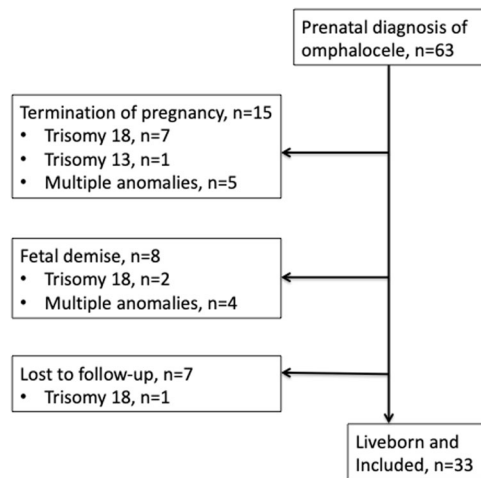 Prenatal diagnosis of
omphalocele, n=63
Termination of pregnancy, n=15
• Trisomy 18, n=7
• Trisomy 13, n=1
• Multiple anomalies, n=5
Fetal demise, n=8
• Trisomy 18, n=2
• Multiple anomalies, n=4
Lost to follow-up, n=7
• Trisomy 18, n=1
Liveborn and
Included, n=33